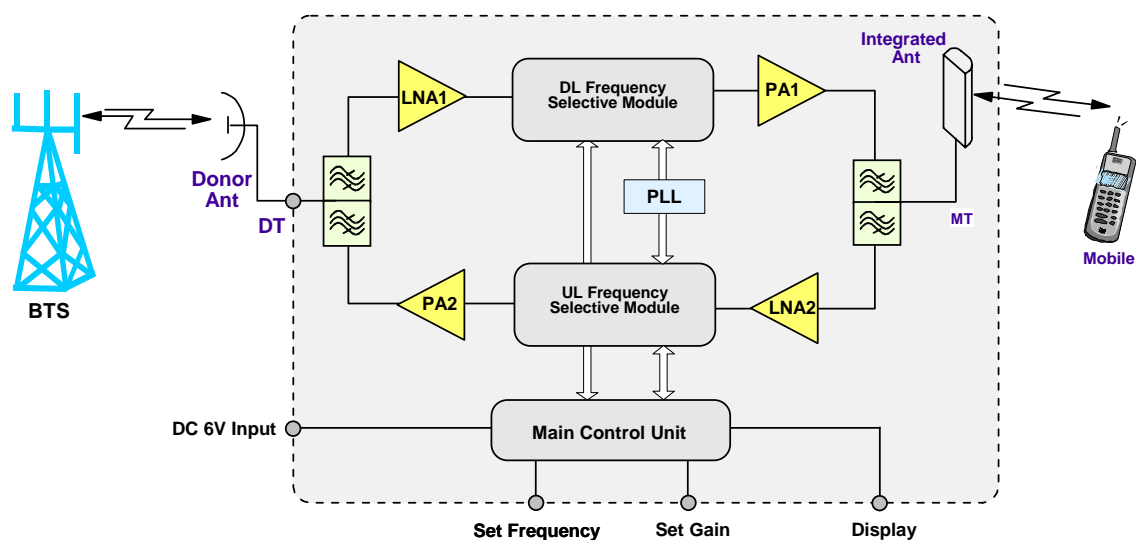 Integrated
Ant
LNA1
DL Frequency
Selective Module
PA1
Donor
Ant
DT
PLL
MT
Mobile
BTS
PA2
UL Frequency
Selective Module
LNA2
DC 6V Input
Main Control Unit
Set Frequency
Set Gain
Display